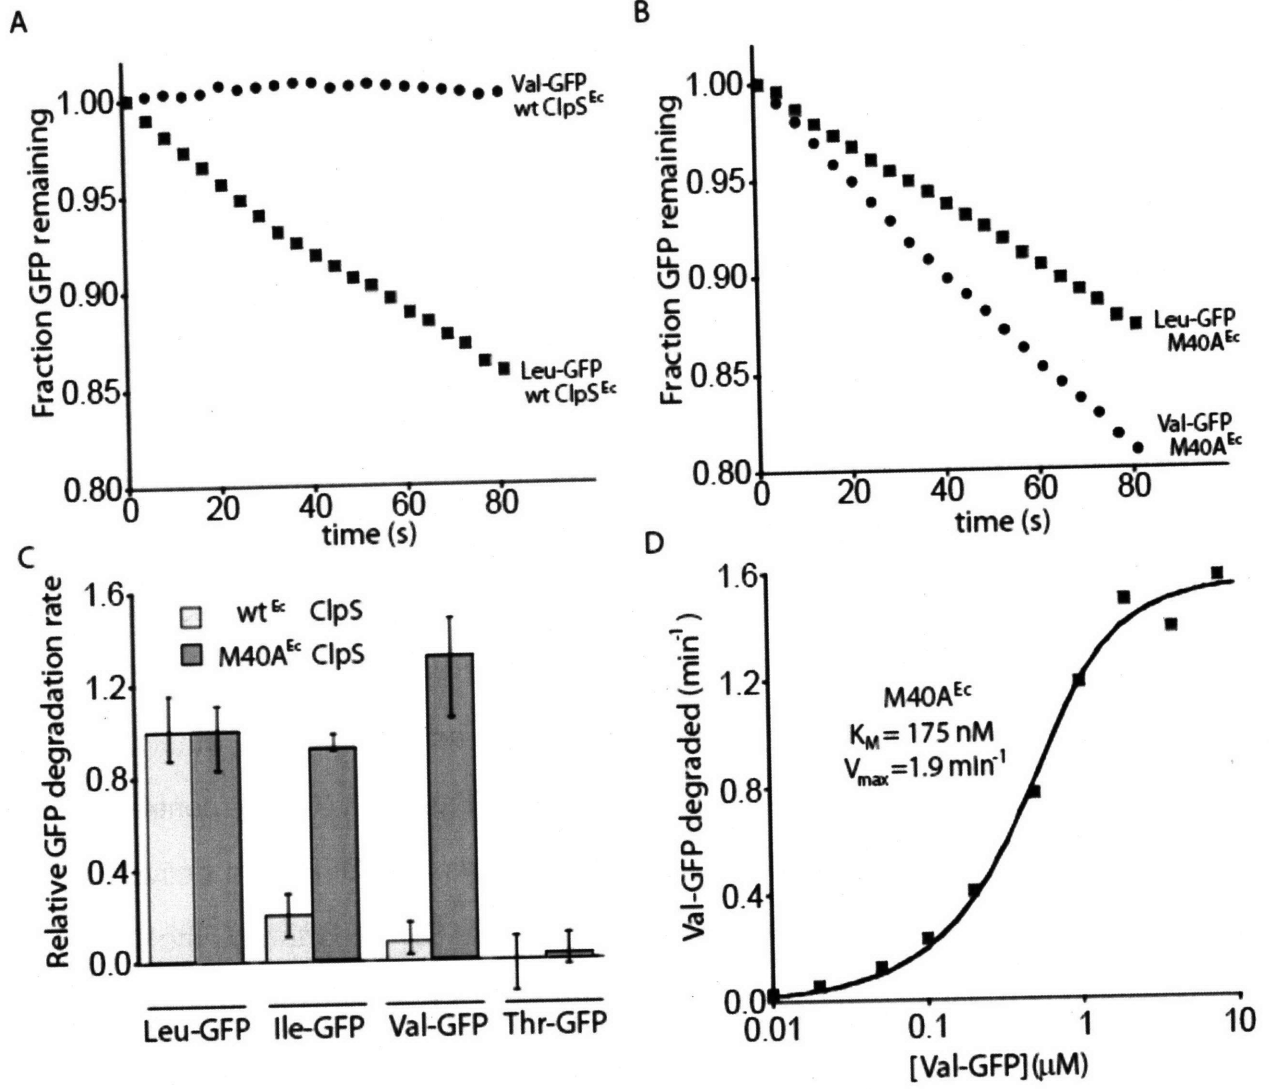 A
Fraction GFP remaining
1.00
0.95
0.90
0.85
0.80
0 20 40 60 80
time (s)
Val-GFP
wt ClpS^Ec
Leu-GFP
wt ClpS^Ec
B
Fraction GFP remaining
1.00
0.95
0.90
0.85
0.80
0 20 40 60 80
time (s)
Leu-GFP
M40A^Ec
Val-GFP
M40A^Ec
C
Relative GFP degradation rate
1.6
1.2
0.8
0.4
0.0
wt^Ec ClpS
M40A^Ec ClpS
Leu-GFP Ile-GFP Val-GFP Thr-GFP
D
Val-GFP degraded (min^-1)
1.6
1.2
0.8
0.4
0.0
M40A^Ec
K_M = 175 nM
V_max =1.9 min^-1
0.01 0.1 1 10
[Val-GFP] (μM)